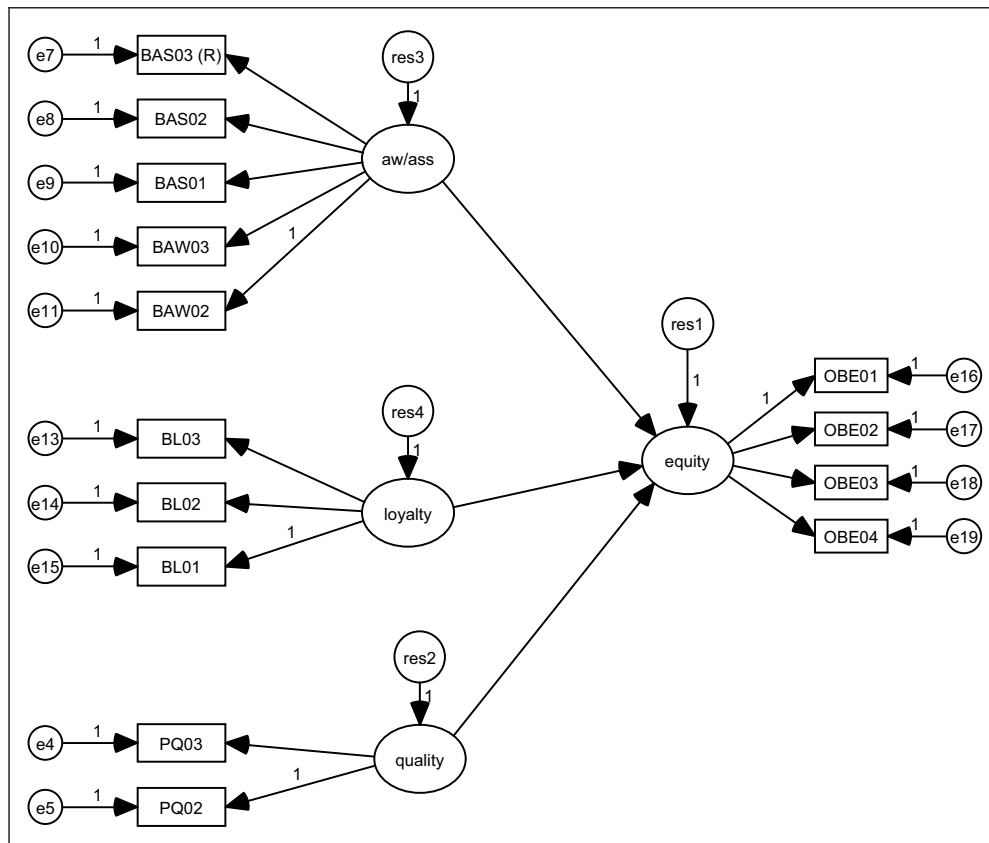 e7 1 BAS03 (R)
res3
1
e8 1 BAS02
aw/ass
e9 1 BAS01
e10 1 BAW03
1
e11 1 BAW02
res1
1
OBE01 1 e16
1
OBE02 1 e17
equity
OBE03 1 e18
OBE04 1 e19
res4
1
e13 1 BL03
e14 1 BL02
loyalty
1
e15 1 BL01
res2
1
e4 1 PQ03
quality
1
e5 1 PQ02